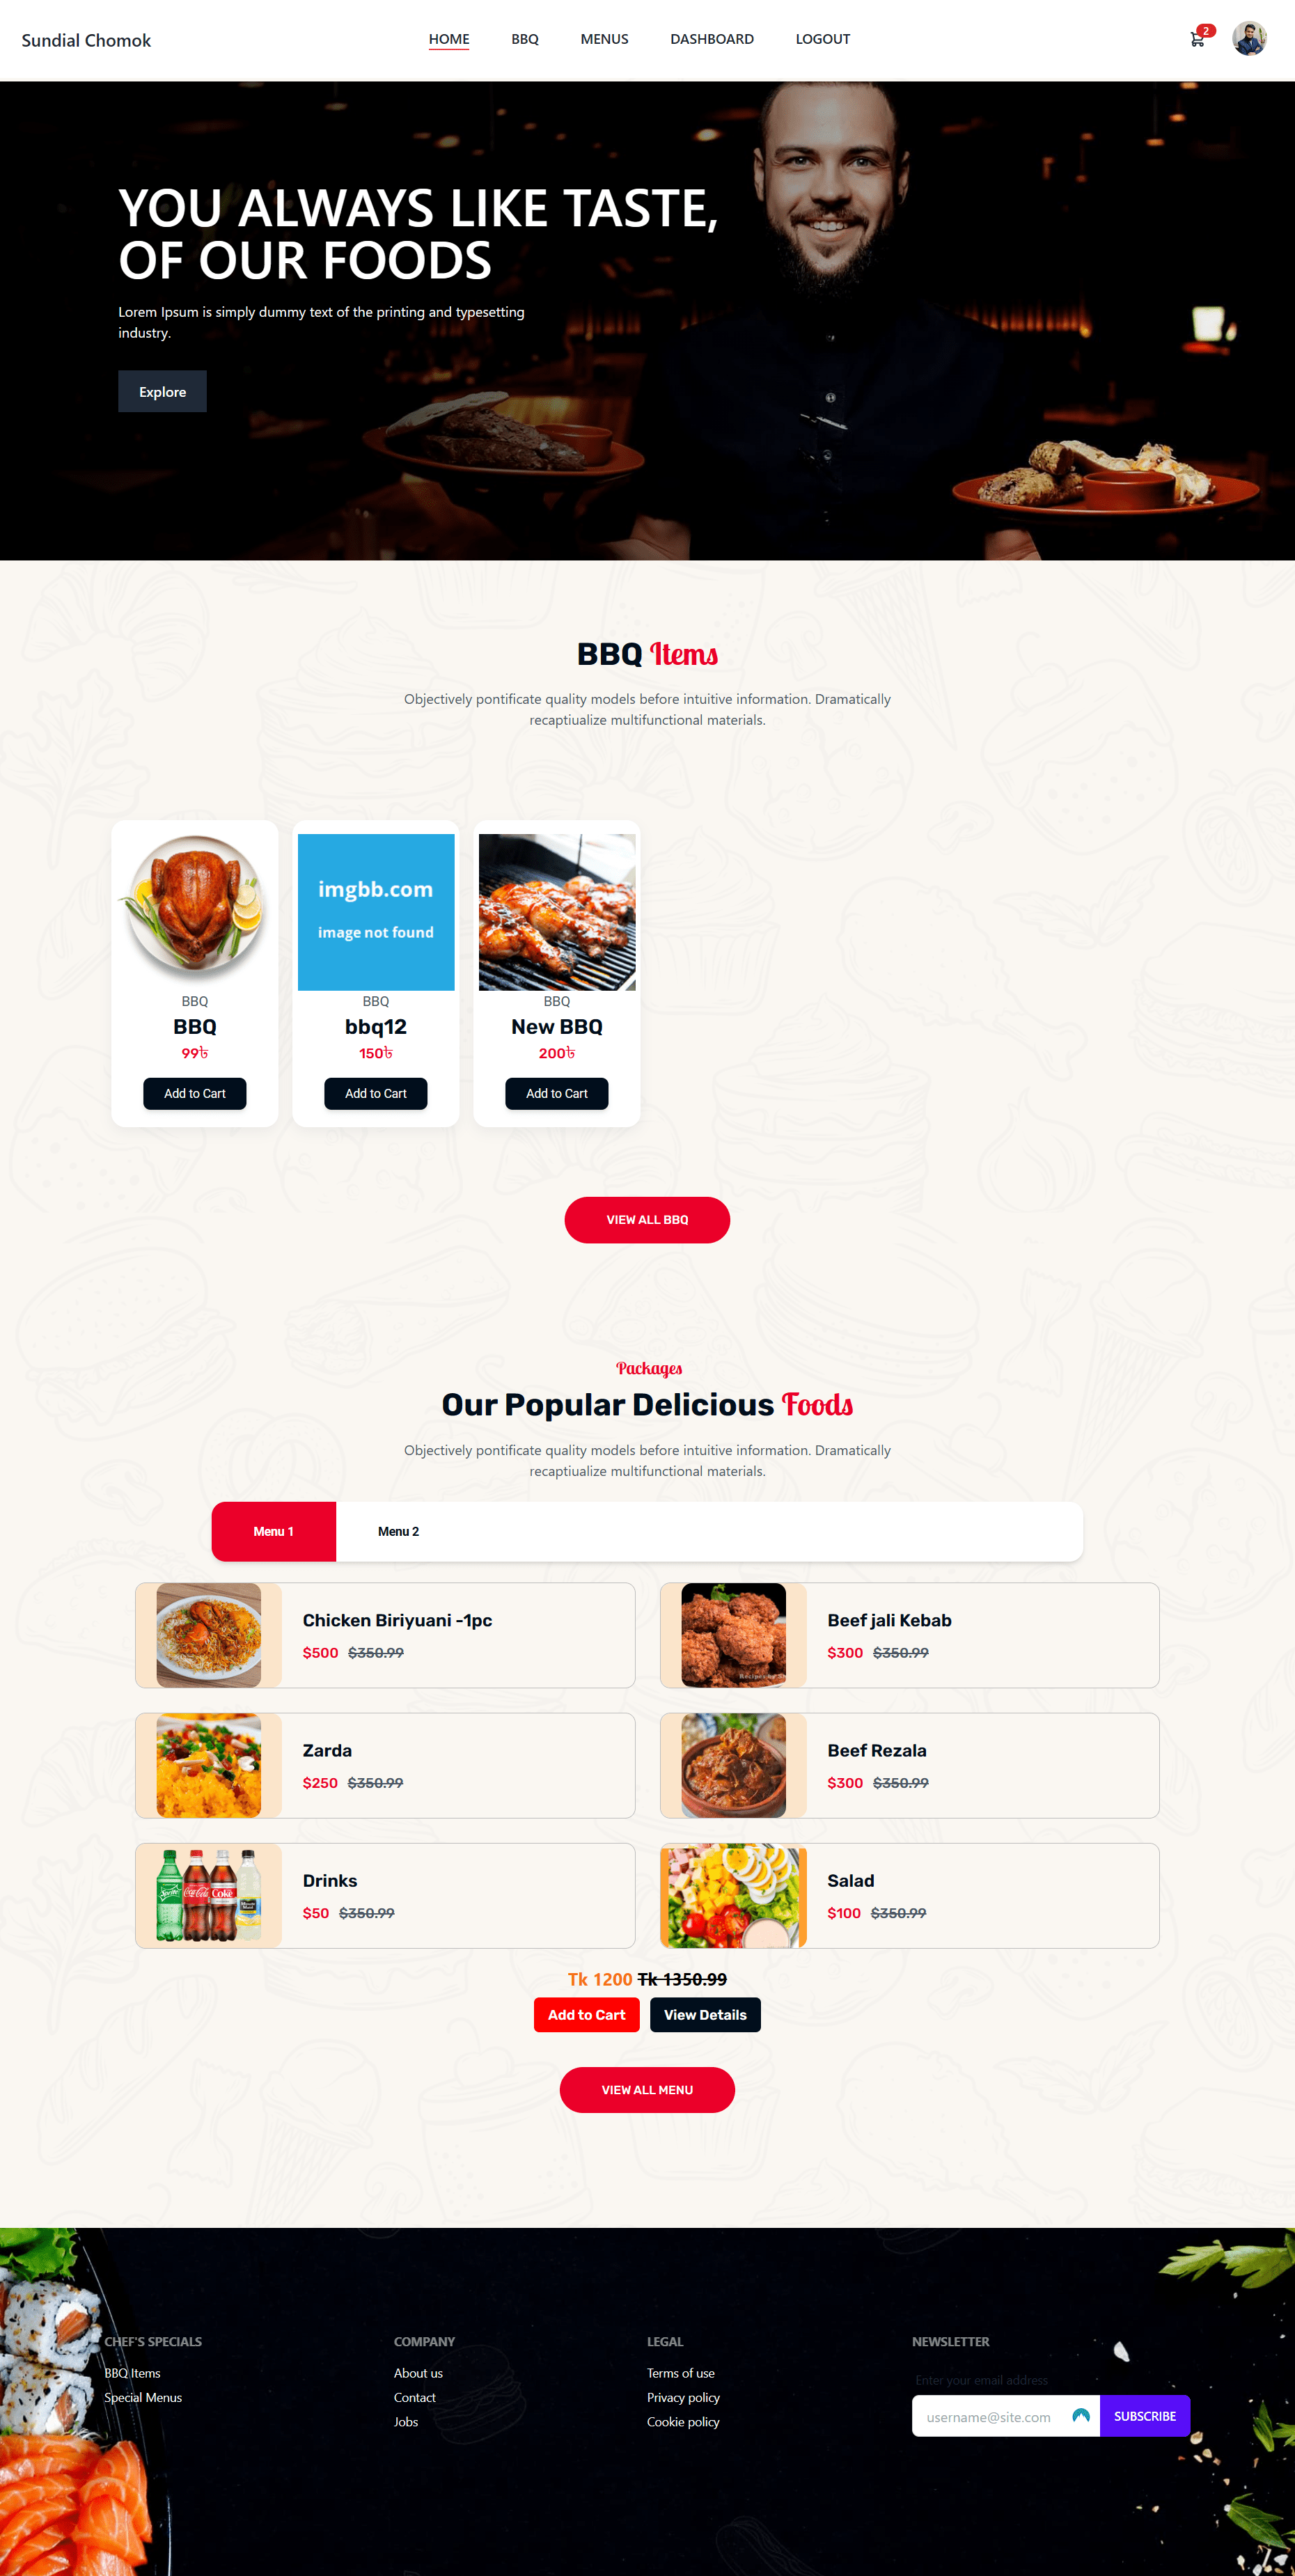 Sundial Chomok
HOME
BBQ
MENUS
DASHBOARD
LOGOUT
2
YOU ALWAYS LIKE TASTE,
OF OUR FOODS
Lorem Ipsum is simply dummy text of the printing and typesetting
industry.
Explore
BBQ Items
Objectively pontificate quality models before intuitive information. Dramatically
recaptiualize multifunctional materials.
imgbb.com
image not found
BBQ
BBQ
99৳
Add to Cart
BBQ
bbq12
150৳
Add to Cart
BBQ
New BBQ
200৳
Add to Cart
VIEW ALL BBQ
Packages
Our Popular Delicious Foods
Objectively pontificate quality models before intuitive information. Dramatically
recaptiualize multifunctional materials.
Menu 1
Menu 2
Chicken Biriyuani -1pc
$500 $350.99
Beef jali Kebab
$300 $350.99
Zarda
$250 $350.99
Beef Rezala
$300 $350.99
Sprite
Coca-Cola
Coke
Drinks
$50 $350.99
Salad
$100 $350.99
Tk 1200 Tk 1350.99
Add to Cart
View Details
VIEW ALL MENU
CHEF'S SPECIALS
BBQ Items
Special Menus
COMPANY
About us
Contact
Jobs
LEGAL
Terms of use
Privacy policy
Cookie policy
NEWSLETTER
Enter your email address
username@site.com
SUBSCRIBE